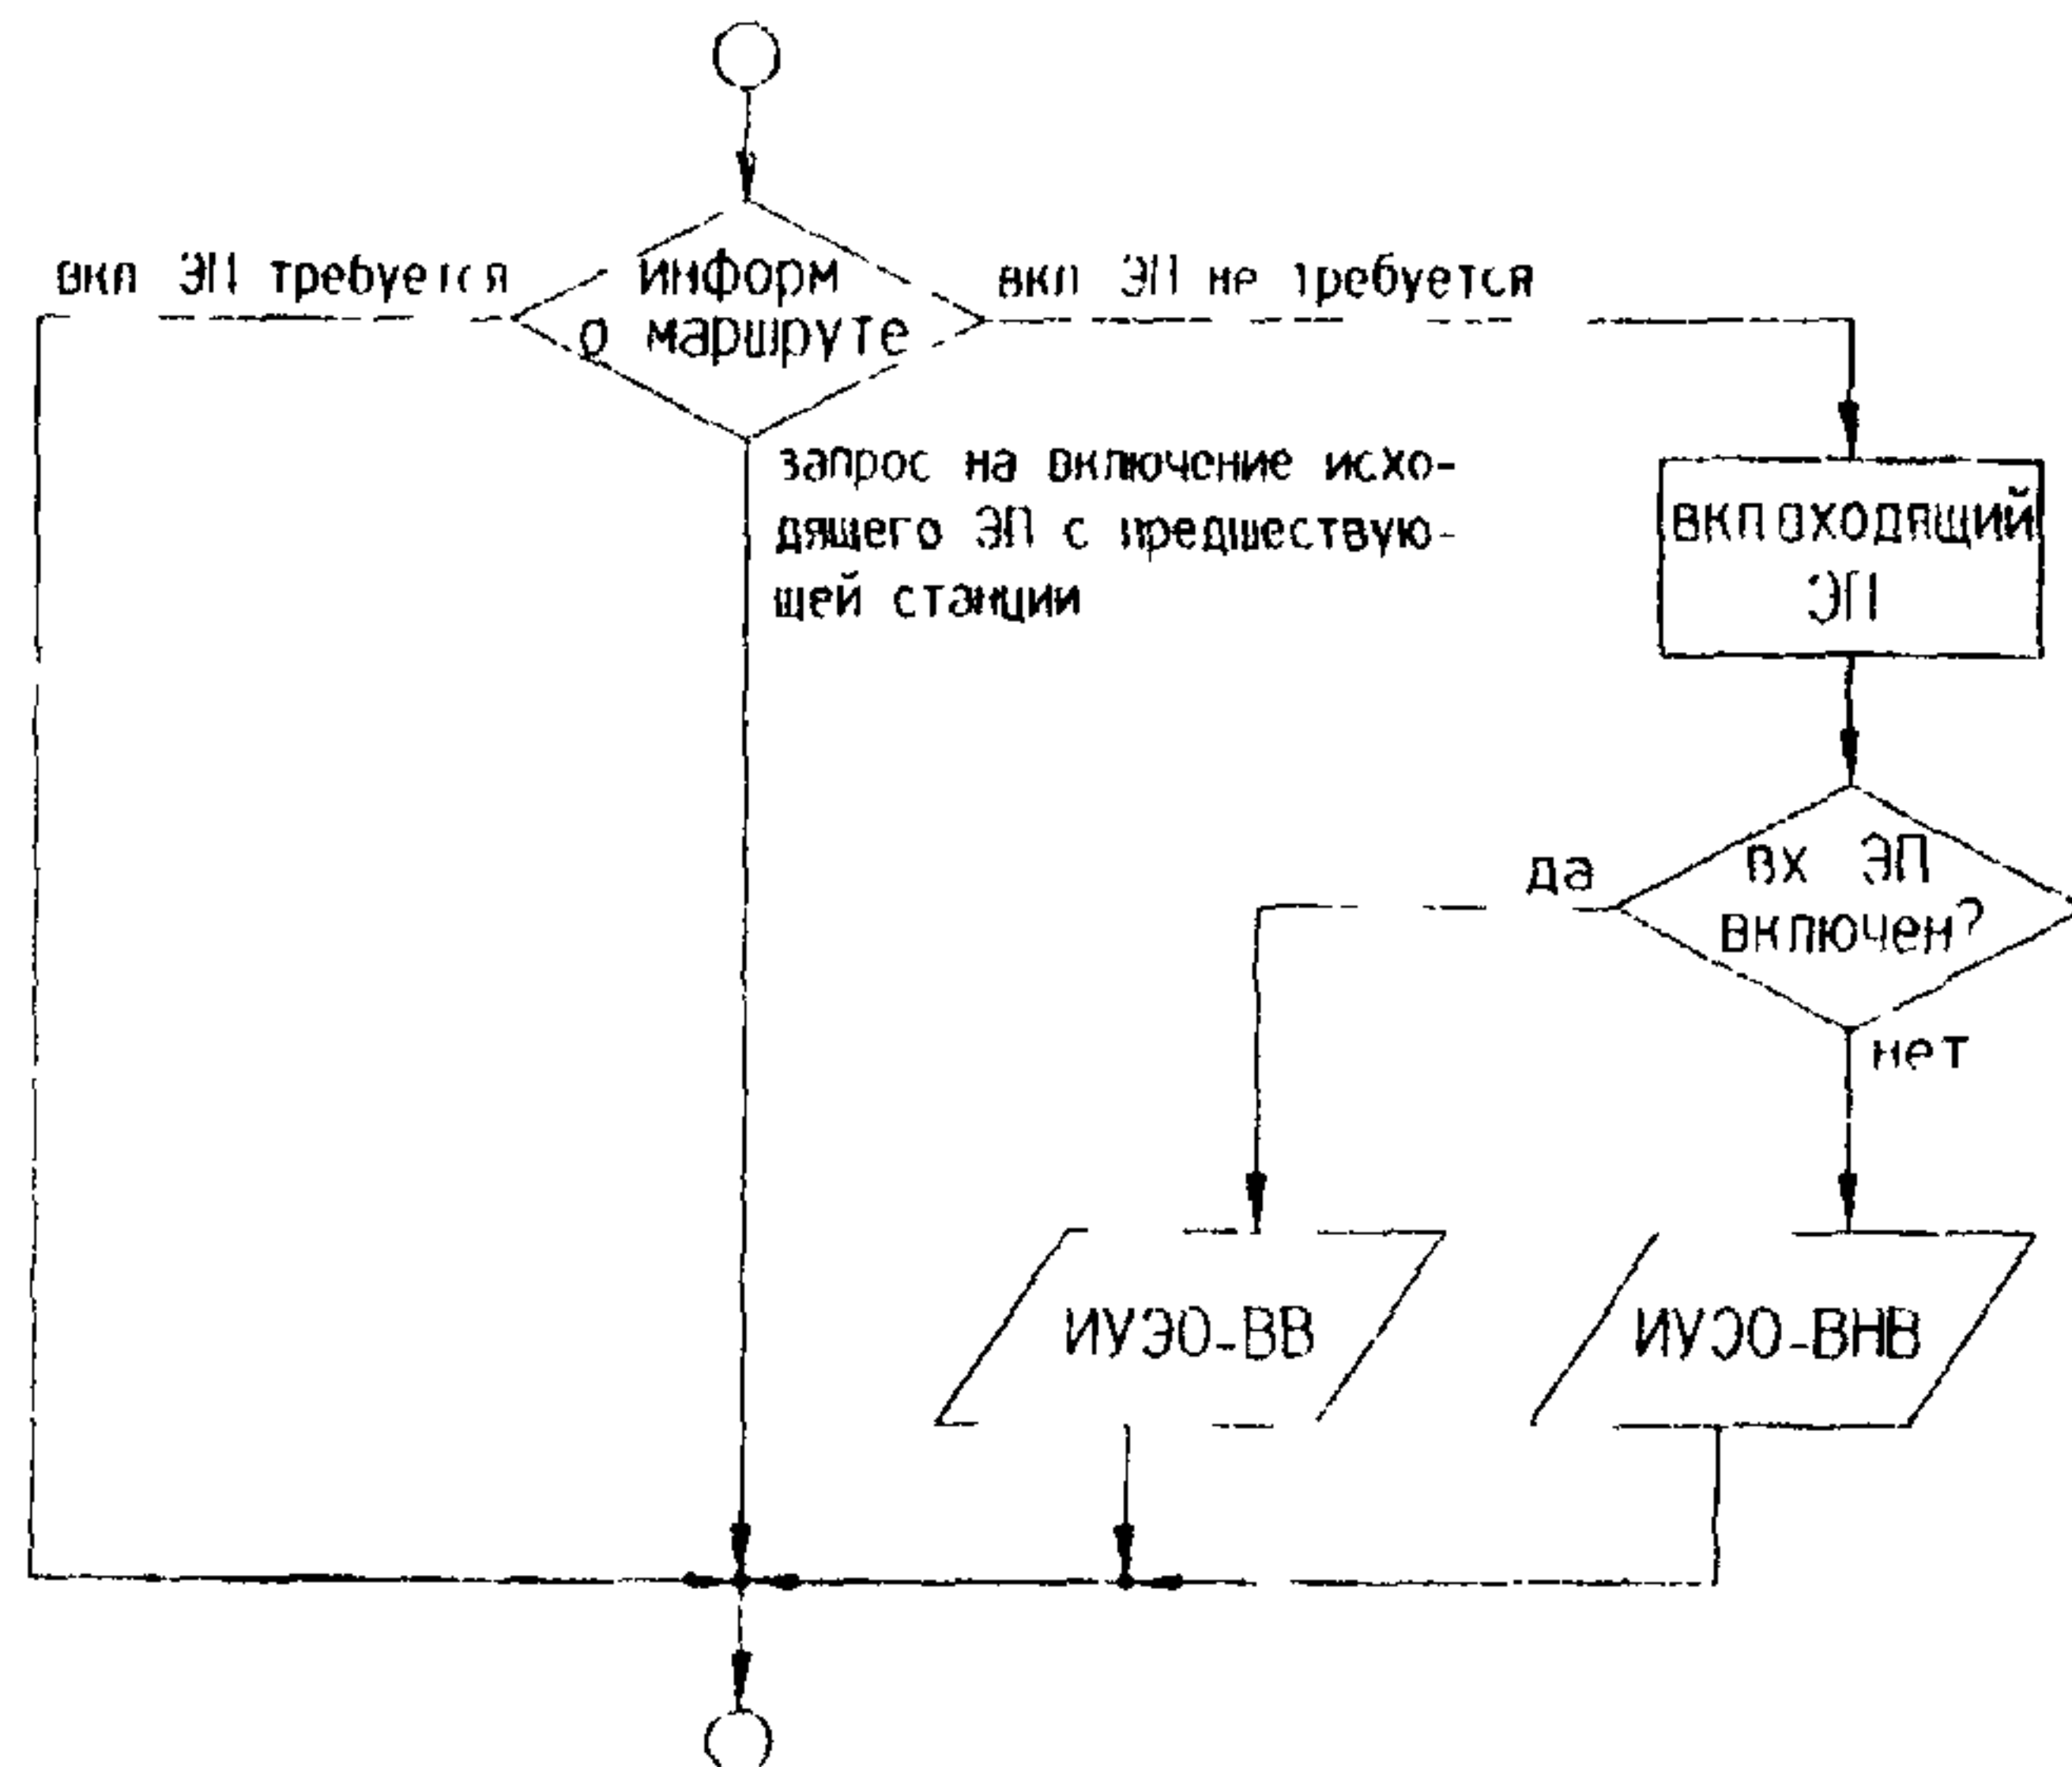 вкл ЭП требуется
информ
о маршруте
вкл ЭП не требуется
запрос на включение исхо-
дящего ЭП с предшествую-
щей станции
вкл входящий
ЭП
вх ЭП
включен?
да
нет
ИУЭО-ВВ
ИУЭО-ВНВ